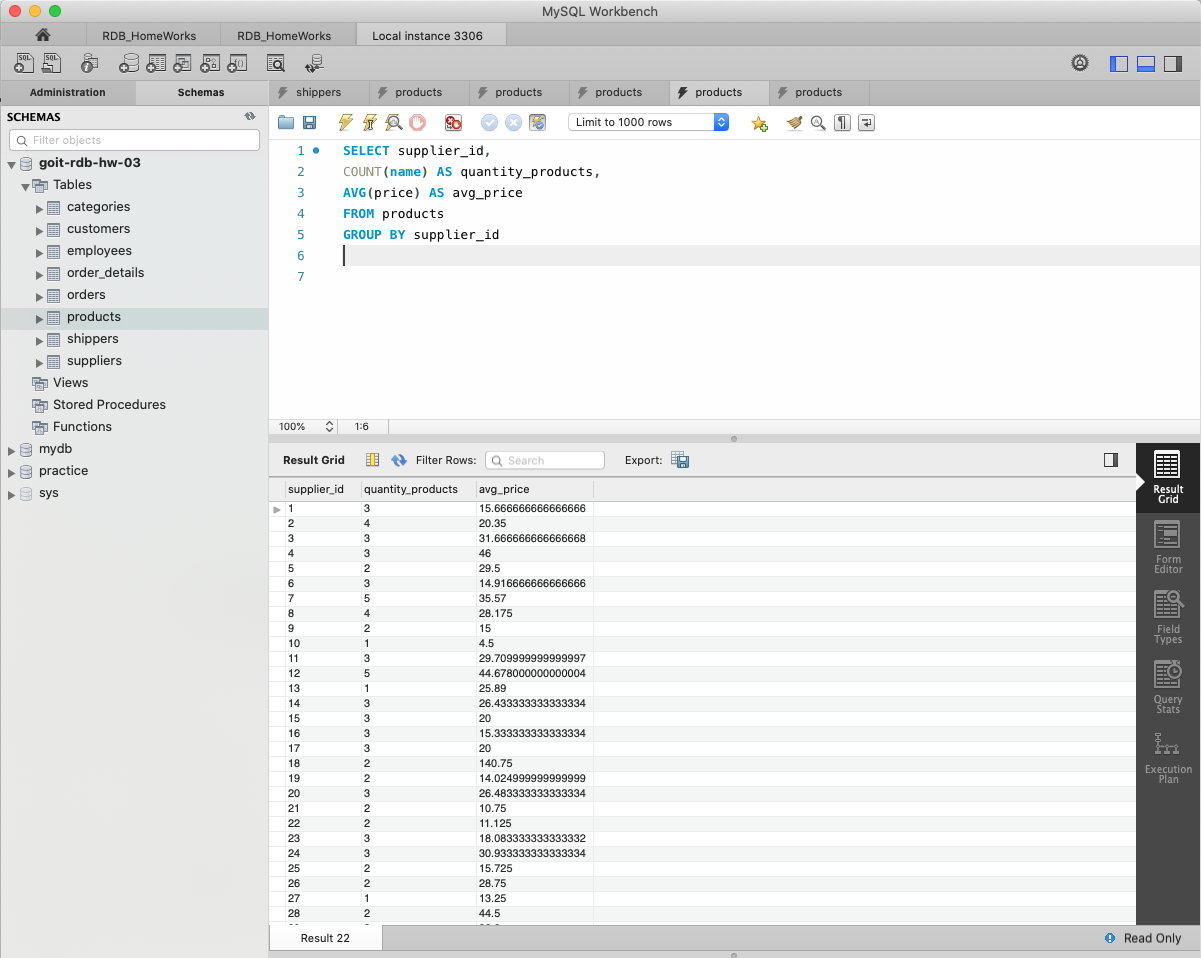 MySQL Workbench
RDB_HomeWorks RDB_HomeWorks Local instance 3306
Administration Schemas shippers products products products products products
SCHEMAS
Filter objects
Limit to 1000 rows
goit-rdb-hw-03
Tables
categories
customers
employees
order_details
orders
products
shippers
suppliers
Views
Stored Procedures
Functions
mydb
practice
sys
1 SELECT supplier_id,
2 COUNT(name) AS quantity_products,
3 AVG(price) AS avg_price
4 FROM products
5 GROUP BY supplier_id
6
7
100% 1:6
Result Grid Filter Rows: Search Export:
supplier_id quantity_products avg_price
1 3 15.666666666666666
2 4 20.35
3 3 31.666666666666668
4 3 46
5 2 29.5
6 3 14.916666666666666
7 5 35.57
8 4 28.175
9 2 15
10 1 4.5
11 3 29.709999999999997
12 5 44.678000000000004
13 1 25.89
14 3 26.433333333333334
15 3 20
16 3 15.333333333333334
17 3 20
18 2 140.75
19 2 14.024999999999999
20 3 26.483333333333334
21 2 10.75
22 2 11.125
23 3 18.083333333333332
24 3 30.933333333333334
25 2 15.725
26 2 28.75
27 1 13.25
28 2 44.5
Result
Grid
Form
Editor
Field
Types
Query
Stats
Execution
Plan
Result 22 Read Only